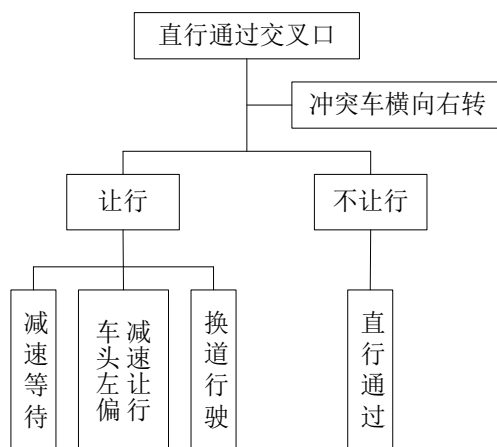 直行通过交叉口
冲突车横向右转
让行
不让行
减速等待
减速让行
车头左偏
换道行驶
直行通过